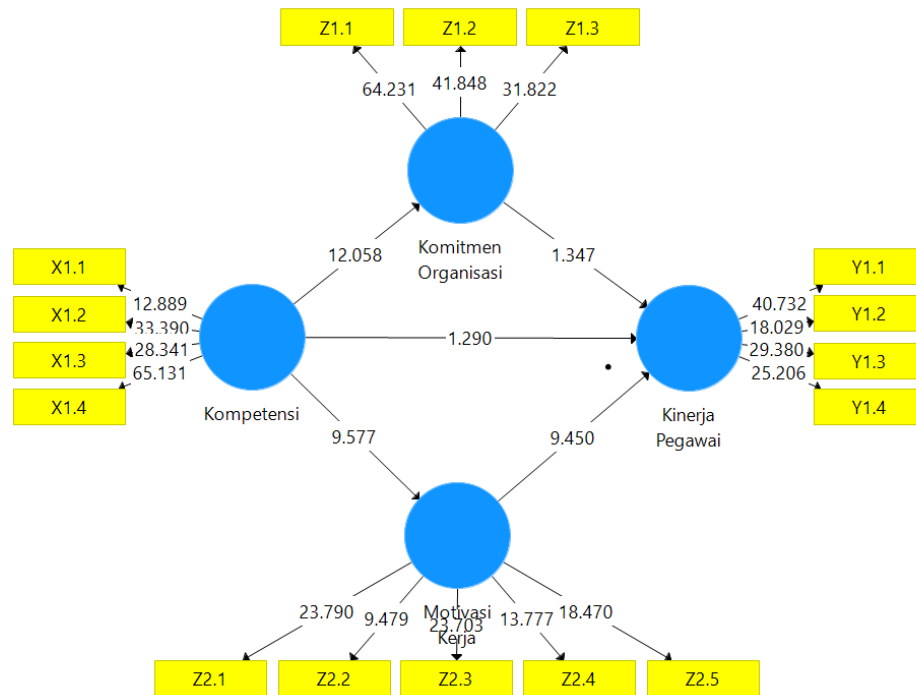 Z1.1
Z1.2
Z1.3
64.231
41.848
31.822
Komitmen
Organisasi
12.058
1.347
X1.1
X1.2
X1.3
X1.4
12.889
33.390
28.341
65.131
Kompetensi
1.290
Kinerja
Pegawai
40.732
18.029
29.380
25.206
Y1.1
Y1.2
Y1.3
Y1.4
9.577
9.450
Motivasi
Kerja
23.790
9.479
23.703
13.777
18.470
Z2.1
Z2.2
Z2.3
Z2.4
Z2.5